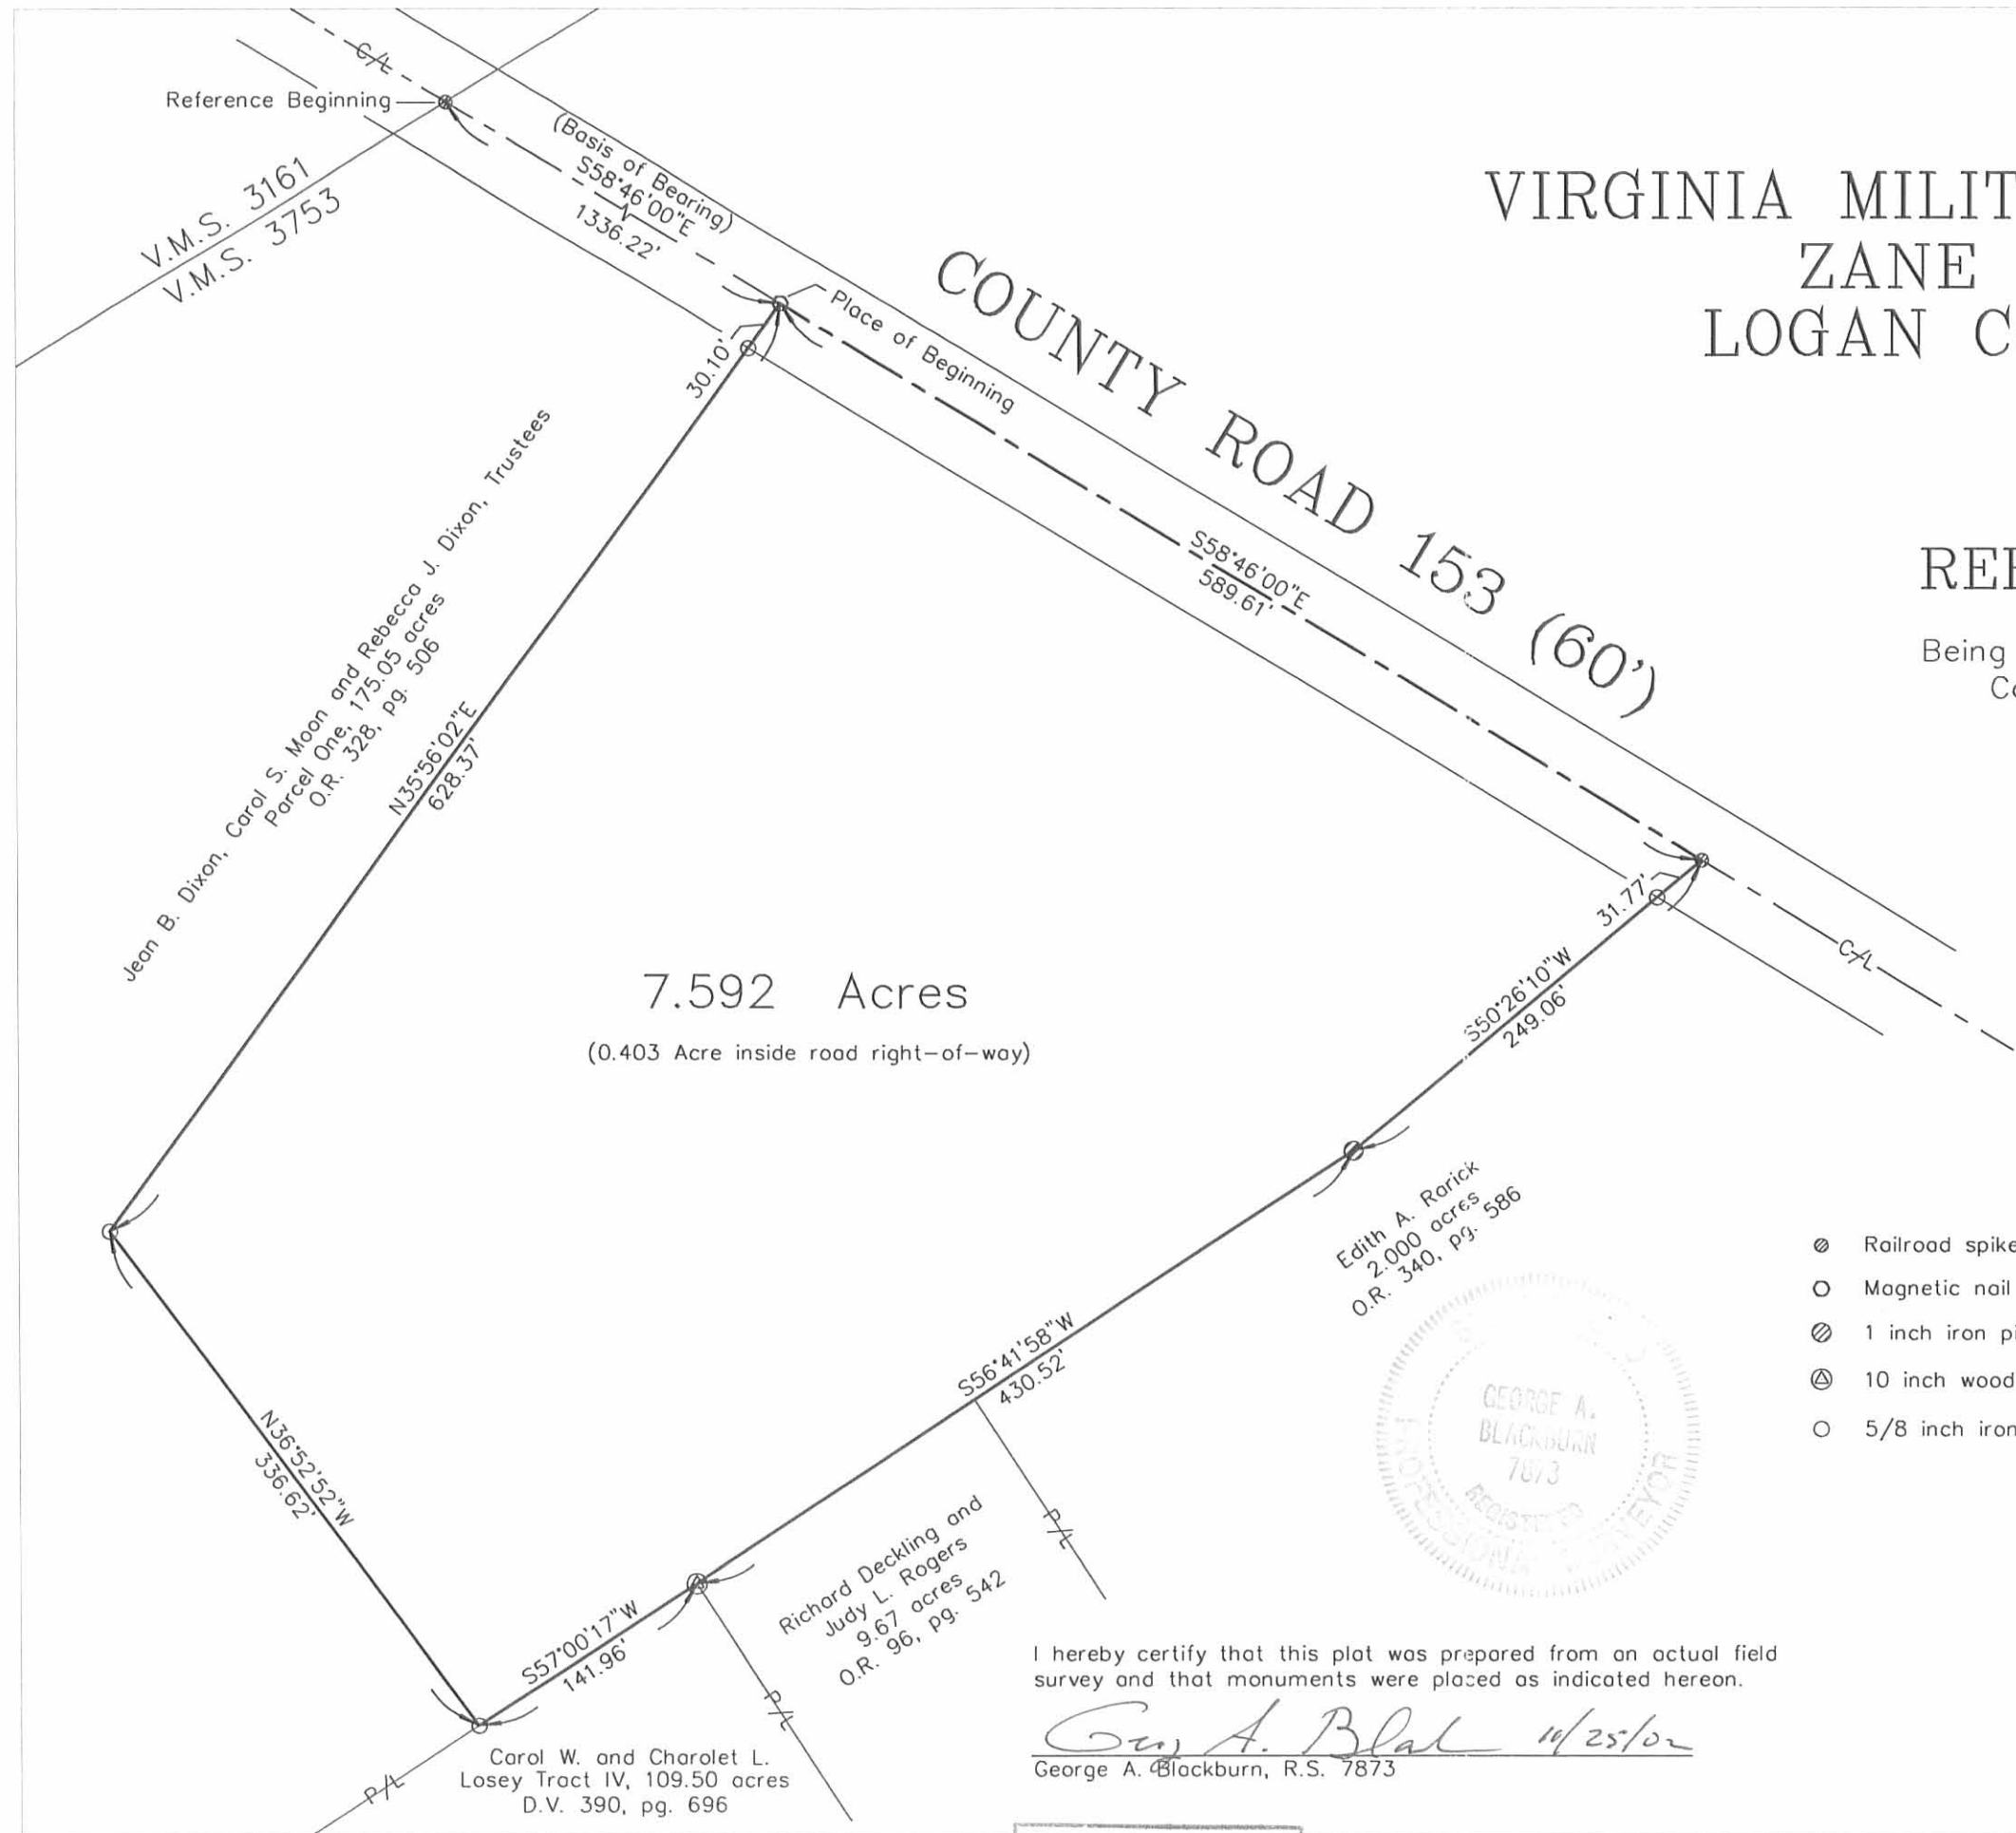 C/L
Reference Beginning
V.M.S. 3161
V.M.S. 3753
(Basis of Bearing)
S58°46'00"E
1336.22'
Place of Beginning
30.10'
COUNTY ROAD 153 (60')
VIRGINIA MILIT
ZANE
LOGAN C
Being
Jean B. Dixon, Carol S. Moon and Rebecca J. Dixon, Trustees
Parcel One, 175.05 acres
O.R. 328, pg. 506
N35°56'02"E
628.37'
S58°46'00"E
589.61'
31.77'
C/L
S50°26'10"W
249.06'
7.592 Acres
(0.403 Acre inside road right-of-way)
Edith A. Rarick
2.000 acres
O.R. 340, pg. 586
Railroad spike
Magnetic nail
1 inch iron pi
10 inch wood
5/8 inch iron
S56°41'58"W
430.52'
GEORGE A.
BLACKBURN
7873
REGISTERED
PROFESSIONAL SURVEYOR
N36°52'52"W
336.62'
P/L
Richard Deckling and
Judy L. Rogers
9.67 acres
O.R. 96, pg. 542
S57°00'17"W
141.96'
P/L
I hereby certify that this plat was prepared from an actual field
survey and that monuments were placed as indicated hereon.
10/25/02
George A. Blackburn, R.S. 7873
P/L
Carol W. and Charolet L.
Losey Tract IV, 109.50 acres
D.V. 390, pg. 696